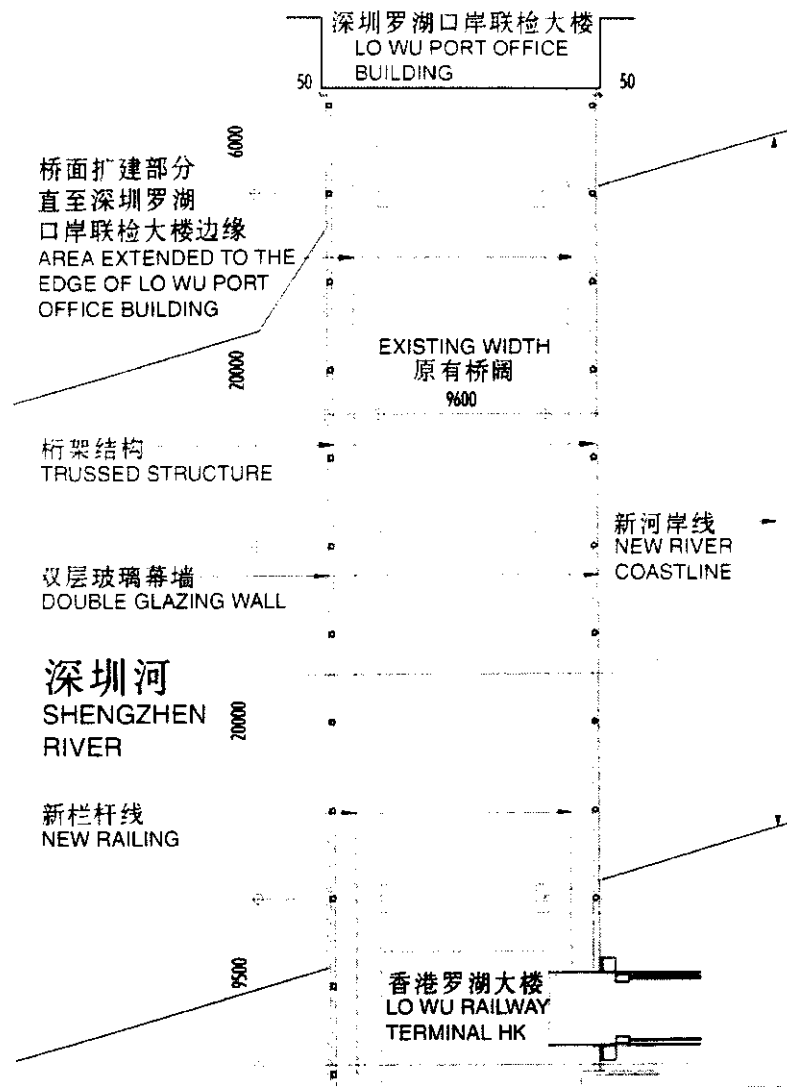 深圳罗湖口岸联检大楼
LO WU PORT OFFICE
BUILDING
50
50
6000
桥面扩建部分
直至深圳罗湖
口岸联检大楼边缘
AREA EXTENDED TO THE
EDGE OF LO WU PORT
OFFICE BUILDING
20000
EXISTING WIDTH
原有桥阔
9600
桁架结构
TRUSSED STRUCTURE
新河岸线
NEW RIVER
COASTLINE
双层玻璃幕墙
DOUBLE GLAZING WALL
深圳河
SHENGZHEN
RIVER
20000
新栏杆线
NEW RAILING
9500
香港罗湖大楼
LO WU RAILWAY
TERMINAL HK